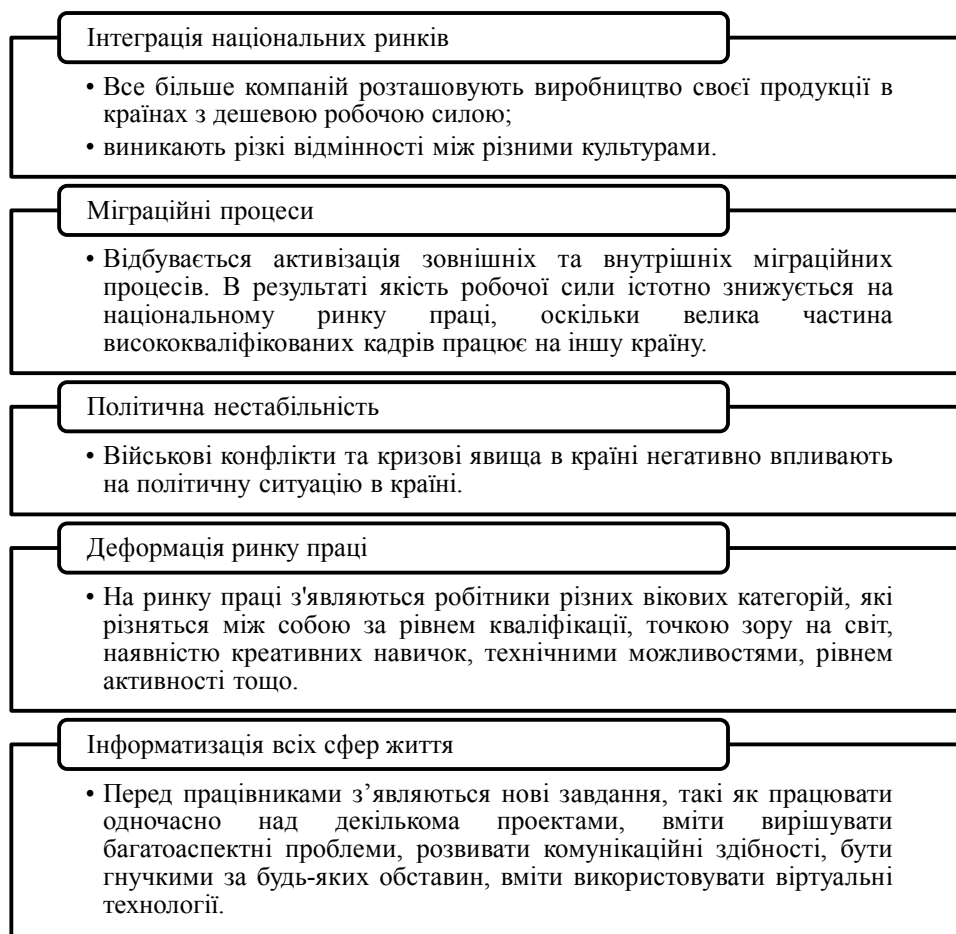 Інтеграція національних ринків
• Все більше компаній розташовують виробництво своєї продукції в
країнах з дешевою робочою силою;
• виникають різкі відмінності між різними культурами.
Міграційні процеси
• Відбувається активізація зовнішніх та внутрішніх міграційних
процесів. В результаті якість робочої сили істотно знижується на
національному ринку праці, оскільки велика частина
висококваліфікованих кадрів працює на іншу країну.
Політична нестабільність
• Військові конфлікти та кризові явища в країні негативно впливають
на політичну ситуацію в країні.
Деформація ринку праці
• На ринку праці з'являються робітники різних вікових категорій, які
різняться між собою за рівнем кваліфікації, точкою зору на світ,
наявністю креативних навичок, технічними можливостями, рівнем
активності тощо.
Інформатизація всіх сфер життя
• Перед працівниками з’являються нові завдання, такі як працювати
одночасно над декількома проектами, вміти вирішувати
багатоаспектні проблеми, розвивати комунікаційні здібності, бути
гнучкими за будь-яких обставин, вміти використовувати віртуальні
технології.